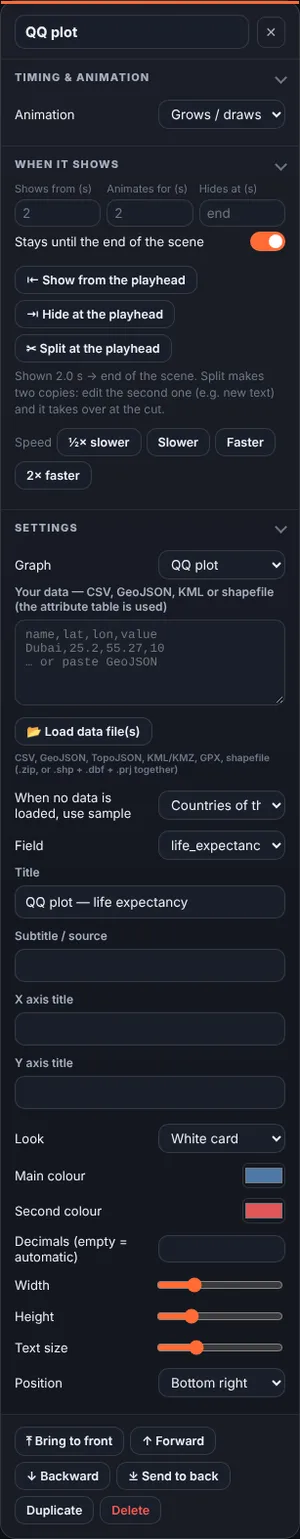 QQ plot
×
TIMING & ANIMATION
Animation
Grows / draws
WHEN IT SHOWS
Shows from (s) Animates for (s) Hides at (s)
2 2 end
Stays until the end of the scene
⇤ Show from the playhead
⇥ Hide at the playhead
✂ Split at the playhead
Shown 2.0 s → end of the scene. Split makes
two copies: edit the second one (e.g. new text)
and it takes over at the cut.
Speed ½× slower Slower Faster
2× faster
SETTINGS
Graph QQ plot
Your data — CSV, GeoJSON, KML or shapefile
(the attribute table is used)
name,lat,lon,value
Dubai,25.2,55.27,10
… or paste GeoJSON
📂 Load data file(s)
CSV, GeoJSON, TopoJSON, KML/KMZ, GPX, shapefile
(.zip, or .shp + .dbf + .prj together)
When no data is
loaded, use sample
Countries of th
Field life_expectanc
Title
QQ plot — life expectancy
Subtitle / source
X axis title
Y axis title
Look White card
Main colour
Second colour
Decimals (empty =
automatic)
Width
Height
Text size
Position Bottom right
⤒ Bring to front ↑ Forward
↓ Backward ⤓ Send to back
Duplicate Delete